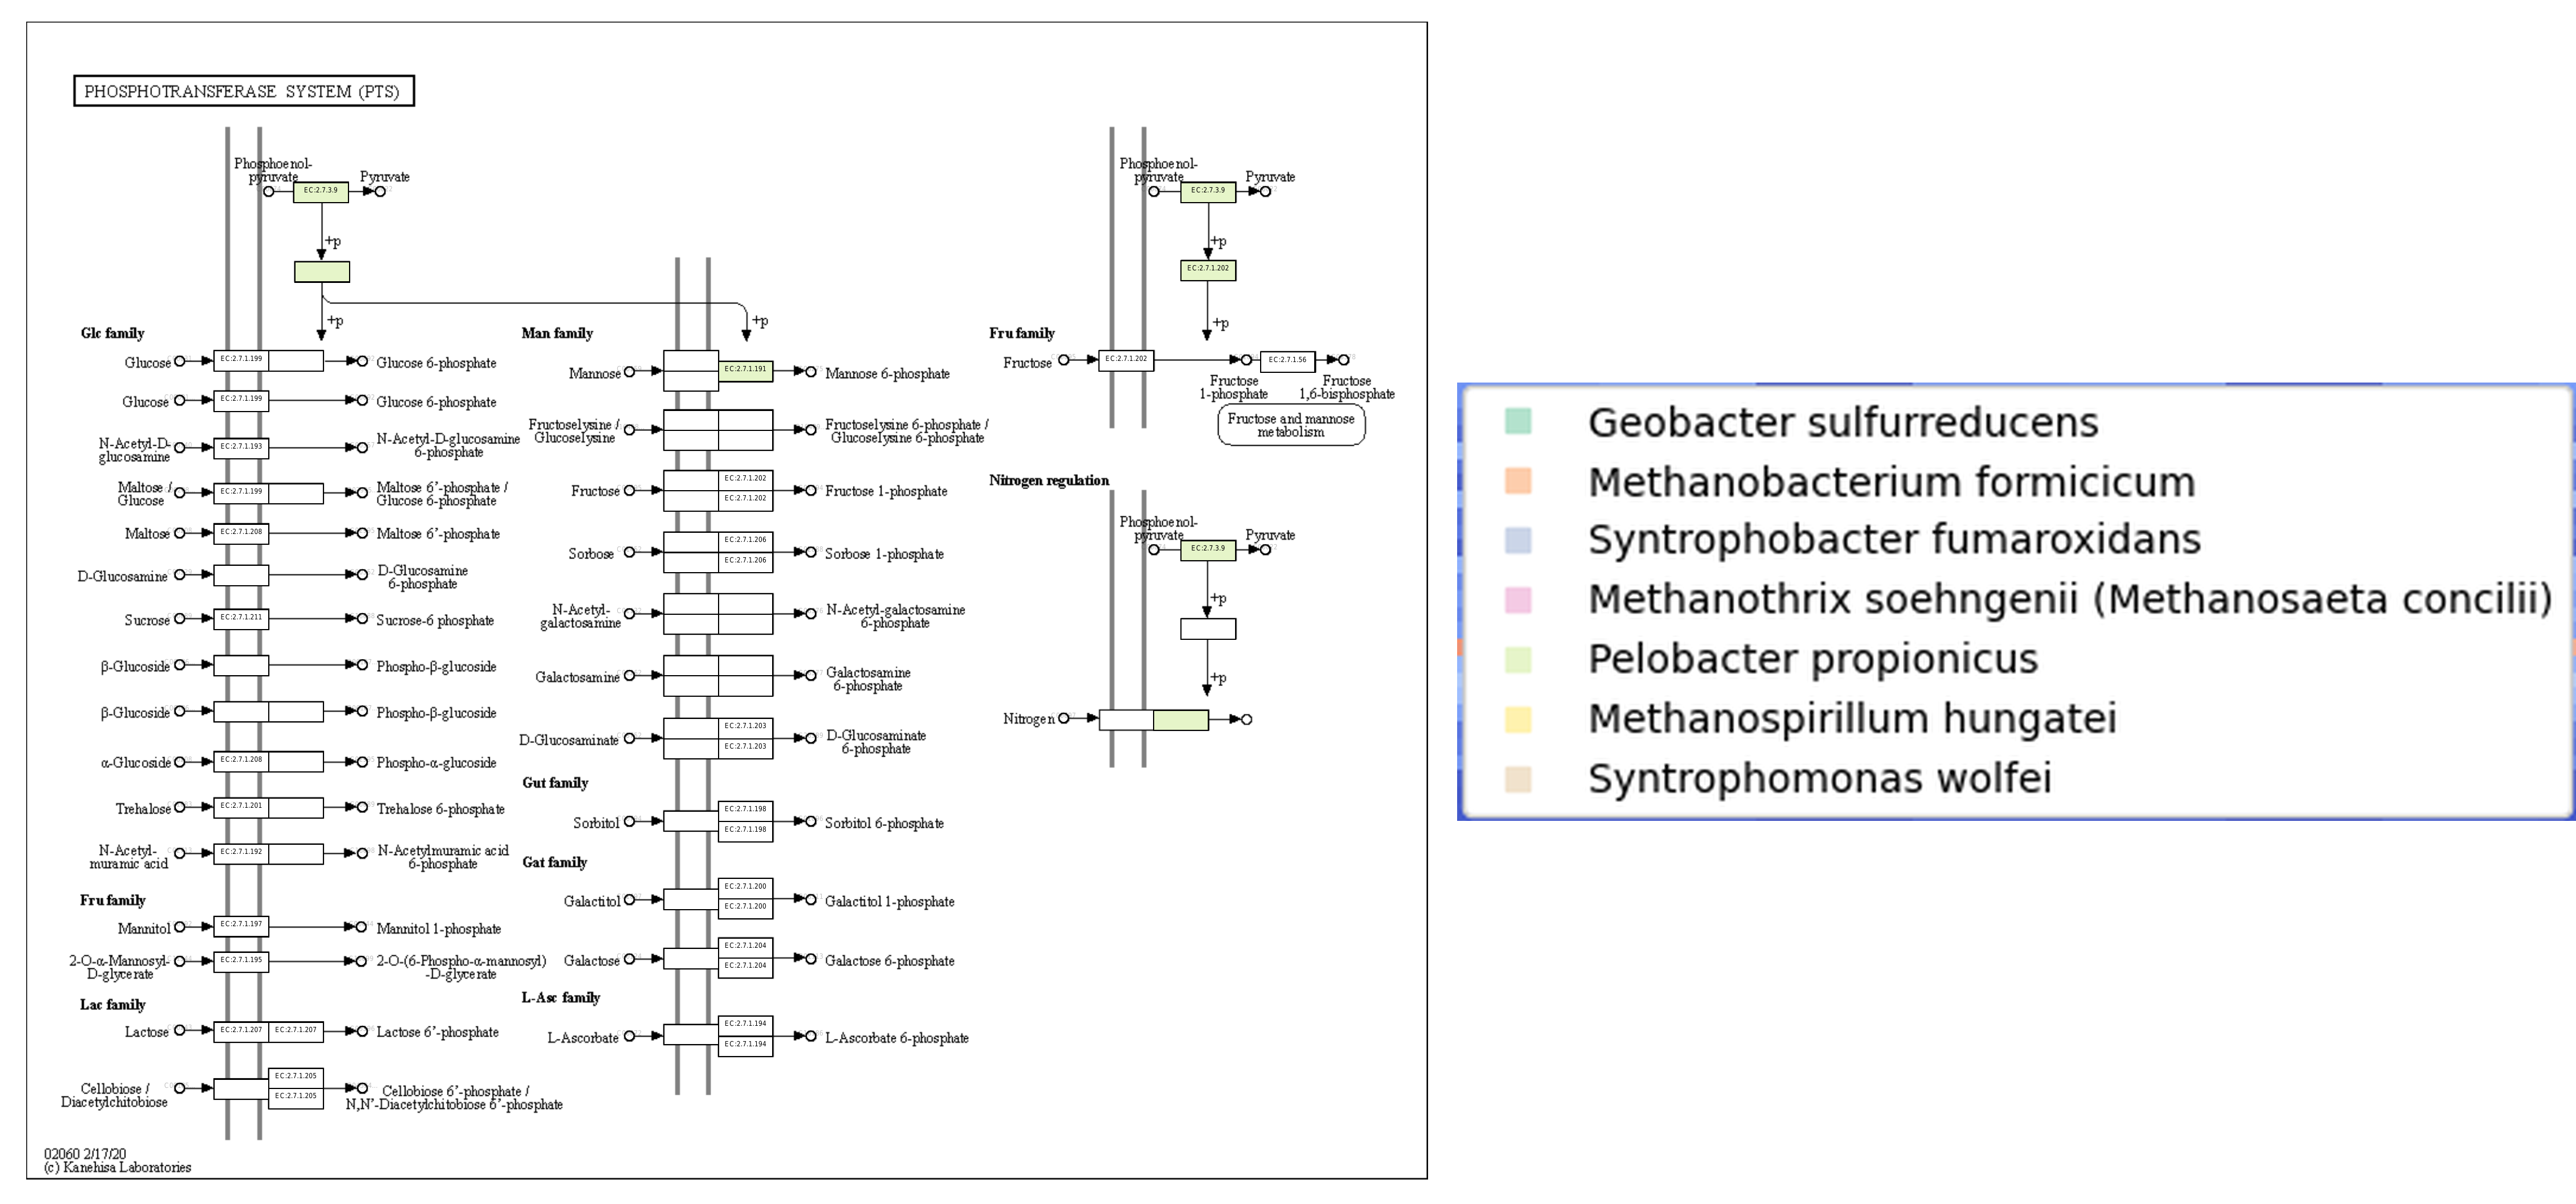 PHOSPHOTRANSFERASE SYSTEM (PTS)
Phosphoenol-
pyruvate
EC:2.7.3.9
Pyruvate
+p
+p
+p
Glc family
Glucose
EC:2.7.1.199
Glucose 6-phosphate
Glucose
EC:2.7.1.199
Glucose 6-phosphate
N-Acetyl-D-
glucosamine
EC:2.7.1.193
N-Acetyl-D-glucosamine
6-phosphate
Maltose /
Glucose
EC:2.7.1.199
Maltose 6'-phosphate /
Glucose 6-phosphate
Maltose
EC:2.7.1.208
Maltose 6'-phosphate
D-Glucosamine
D-Glucosamine
6-phosphate
Sucrose
EC:2.7.1.211
Sucrose-6 phosphate
β-Glucoside
Phospho-β-glucoside
β-Glucoside
Phospho-β-glucoside
α-Glucoside
EC:2.7.1.208
Phospho-α-glucoside
Trehalose
EC:2.7.1.201
Trehalose 6-phosphate
N-Acetyl-
muramic acid
EC:2.7.1.192
N-Acetylmuramic acid
6-phosphate
Fru family
Mannitol
EC:2.7.1.197
Mannitol 1-phosphate
2-O-α-Mannosyl-
D-glycerate
EC:2.7.1.195
2-O-(6-Phospho-α-mannosyl)
-D-glycerate
Lac family
Lactose
EC:2.7.1.207
EC:2.7.1.207
Lactose 6'-phosphate
Cellobiose /
Diacetylchitobiose
EC:2.7.1.205
EC:2.7.1.205
Cellobiose 6'-phosphate /
N,N'-Diacetylchitobiose 6'-phosphate
Man family
Mannose
EC:2.7.1.191
Mannose 6-phosphate
Fructoselysine /
Glucoselysine
Fructoselysine 6-phosphate /
Glucoselysine 6-phosphate
Fructose
EC:2.7.1.202
EC:2.7.1.202
Fructose 1-phosphate
Sorbose
EC:2.7.1.206
EC:2.7.1.206
Sorbose 1-phosphate
N-Acetyl-
galactosamine
N-Acetyl-galactosamine
6-phosphate
Galactosamine
Galactosamine
6-phosphate
D-Glucosaminate
EC:2.7.1.203
EC:2.7.1.203
D-Glucosaminate
6-phosphate
Gut family
Sorbitol
EC:2.7.1.198
EC:2.7.1.198
Sorbitol 6-phosphate
Gat family
Galactitol
EC:2.7.1.200
EC:2.7.1.200
Galactitol 1-phosphate
Galactose
EC:2.7.1.204
EC:2.7.1.204
Galactose 6-phosphate
L-Asc family
L-Ascorbate
EC:2.7.1.194
EC:2.7.1.194
L-Ascorbate 6-phosphate
Phosphoenol-
pyruvate
EC:2.7.3.9
Pyruvate
+p
EC:2.7.1.202
+p
Fru family
Fructose
EC:2.7.1.202
EC:2.7.1.56
Fructose
1-phosphate
Fructose
1,6-bisphosphate
Fructose and mannose
metabolism
Nitrogen regulation
Phosphoenol-
pyruvate
EC:2.7.3.9
Pyruvate
+p
+p
Nitrogen
02060 2/17/20
(c) Kanehisa Laboratories
Geobacter sulfurreducens
Methanobacterium formicicum
Syntrophobacter fumaroxidans
Methanothrix soehngenii (Methanosaeta concilii)
Pelobacter propionicus
Methanospirillum hungatei
Syntrophomonas wolfei